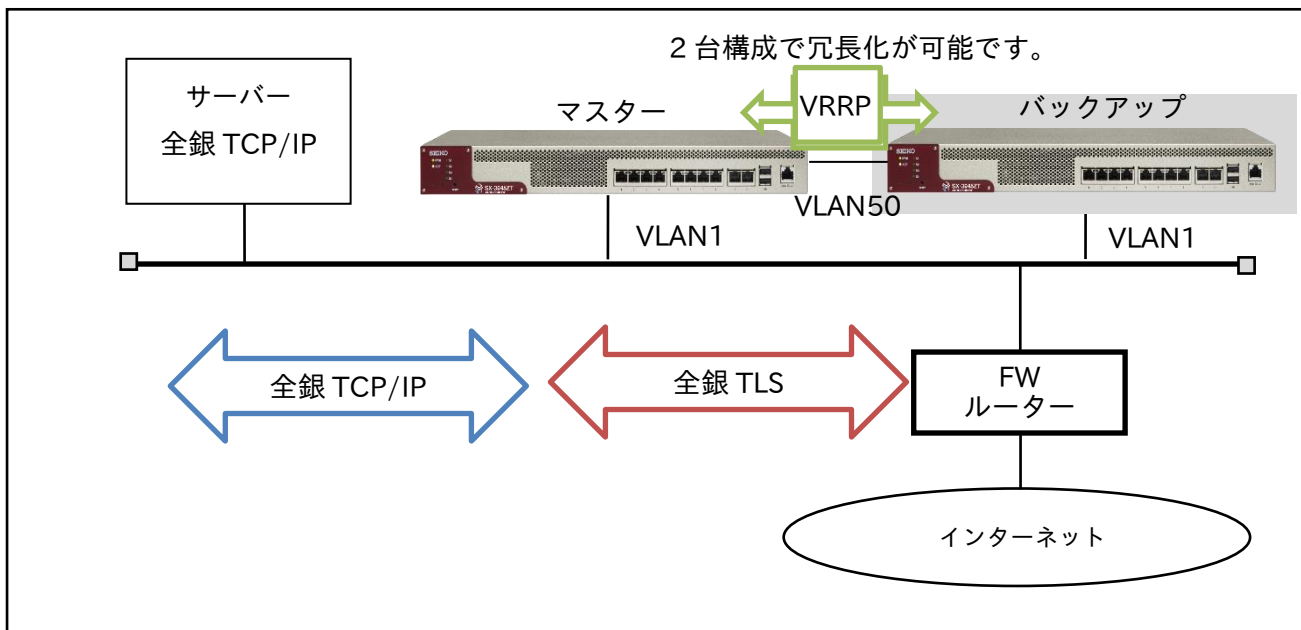 2 台構成で冗長化が可能です。
サーバー
全銀 TCP/IP
マスター
VRRP
バックアップ
SEIKO
SEIKO
VLAN50
VLAN1
VLAN1
全銀 TCP/IP
全銀 TLS
FW
ルーター
インターネット